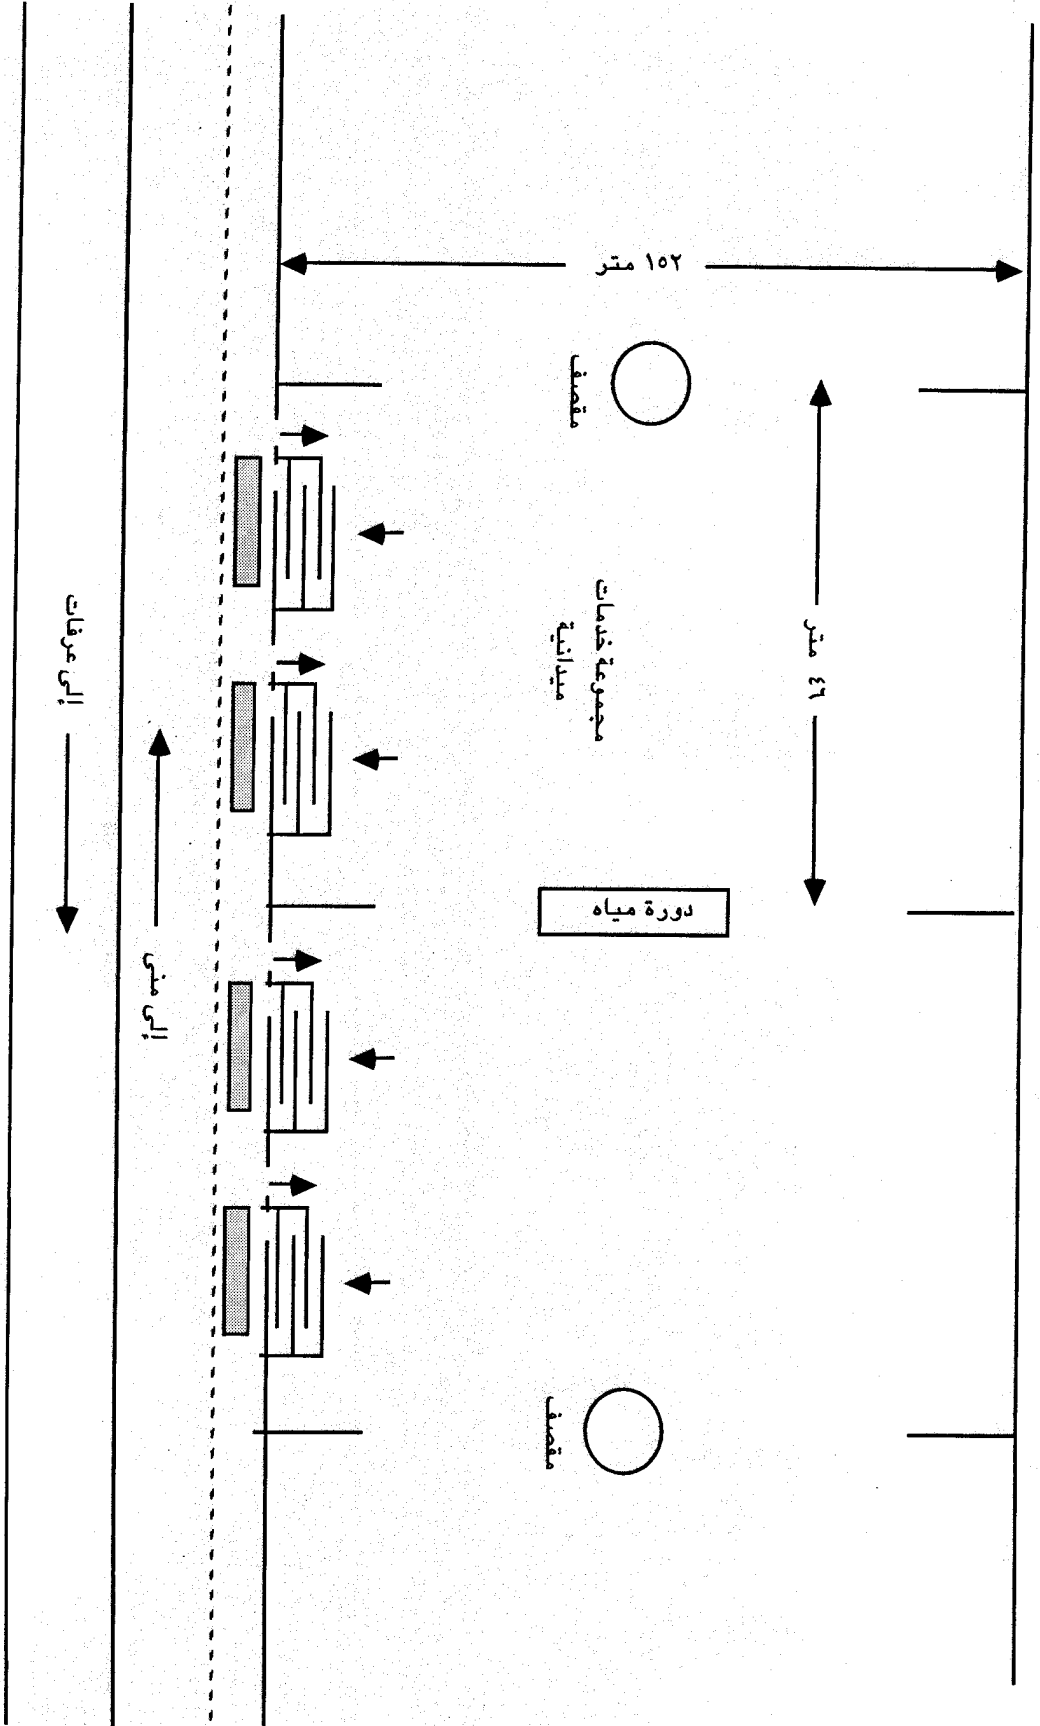 ١٥٢ متر
مقصف
٤٦ متر
مجموعة خدمات
ميدانية
إلى عرفات
دورة مياه
إلى منى
مقصف